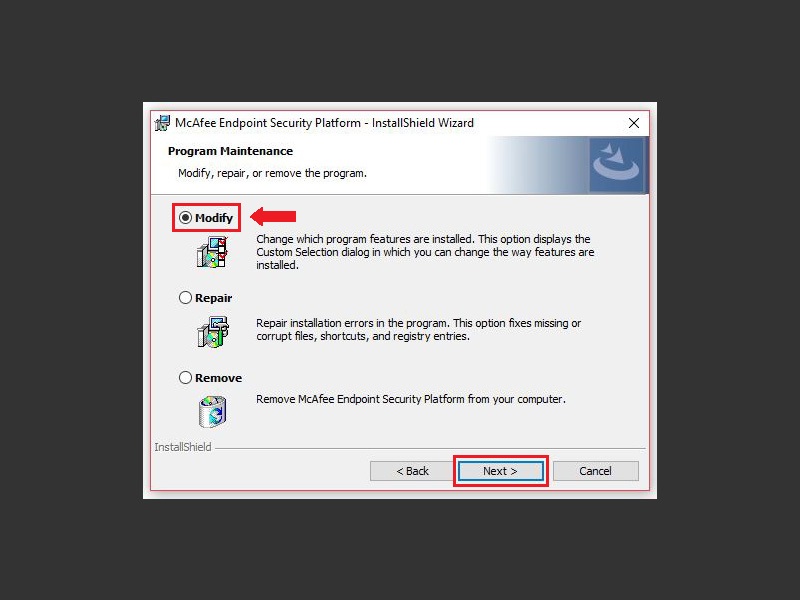 McAfee Endpoint Security Platform - InstallShield Wizard
Program Maintenance
Modify, repair, or remove the program.
Modify
Change which program features are installed. This option displays the
Custom Selection dialog in which you can change the way features are
installed.
Repair
Repair installation errors in the program. This option fixes missing or
corrupt files, shortcuts, and registry entries.
Remove
Remove McAfee Endpoint Security Platform from your computer.
InstallShield
< Back
Next >
Cancel